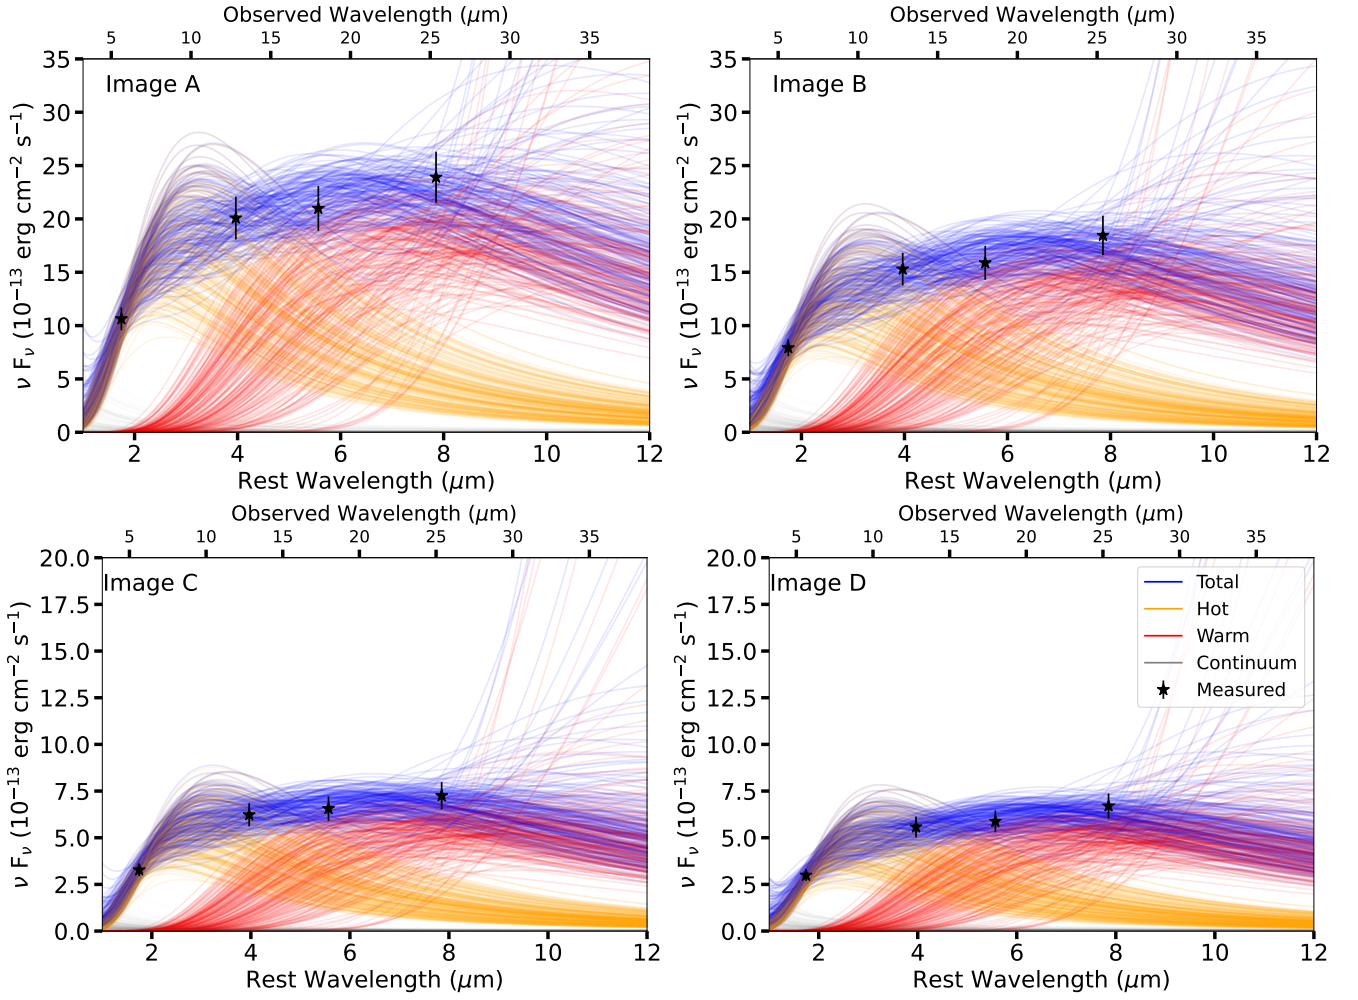 Observed Wavelength (μm)
5 10 15 20 25 30 35
35
30
25
20
15
10
5
0
Image A
ν Fν (10⁻¹³ erg cm⁻² s⁻¹)
2 4 6 8 10 12
Rest Wavelength (μm)
Observed Wavelength (μm)
5 10 15 20 25 30 35
35
30
25
20
15
10
5
0
Image B
ν Fν (10⁻¹³ erg cm⁻² s⁻¹)
2 4 6 8 10 12
Rest Wavelength (μm)
Observed Wavelength (μm)
5 10 15 20 25 30 35
20.0
17.5
15.0
12.5
10.0
7.5
5.0
2.5
0.0
Image C
ν Fν (10⁻¹³ erg cm⁻² s⁻¹)
2 4 6 8 10 12
Rest Wavelength (μm)
Observed Wavelength (μm)
5 10 15 20 25 30 35
20.0
17.5
15.0
12.5
10.0
7.5
5.0
2.5
0.0
Image D
Total
Hot
Warm
Continuum
Measured
ν Fν (10⁻¹³ erg cm⁻² s⁻¹)
2 4 6 8 10 12
Rest Wavelength (μm)